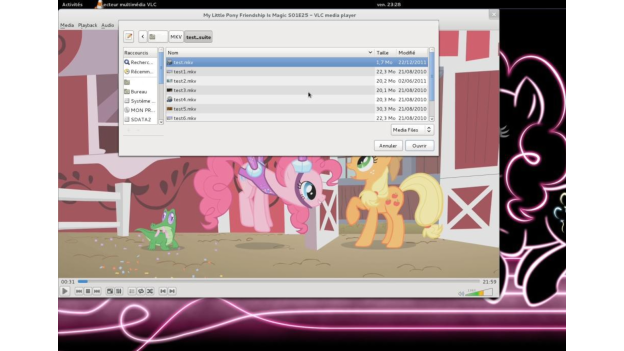 Activités ecteur multimédia VLC ven. 23:28
My Little Pony Friendship is Magic S01E25 - VLC media player
Media Playback Audio
MKV test_suite
Raccourcis Nom Taille Modifié
Recherc... test.mkv 1,7 Mo 22/12/2011
Récemm... test1.mkv 22,3 Mo 21/08/2010
test2.mkv 20,2 Mo 02/06/2011
Bureau test3.mkv 20,1 Mo 21/08/2010
Système ... test4.mkv 20,3 Mo 21/08/2010
MON PR... test5.mkv 30,3 Mo 21/08/2010
SDATA2 test6.mkv 22,3 Mo 21/08/2010
Media Files
Annuler Ouvrir
00:31 21:59